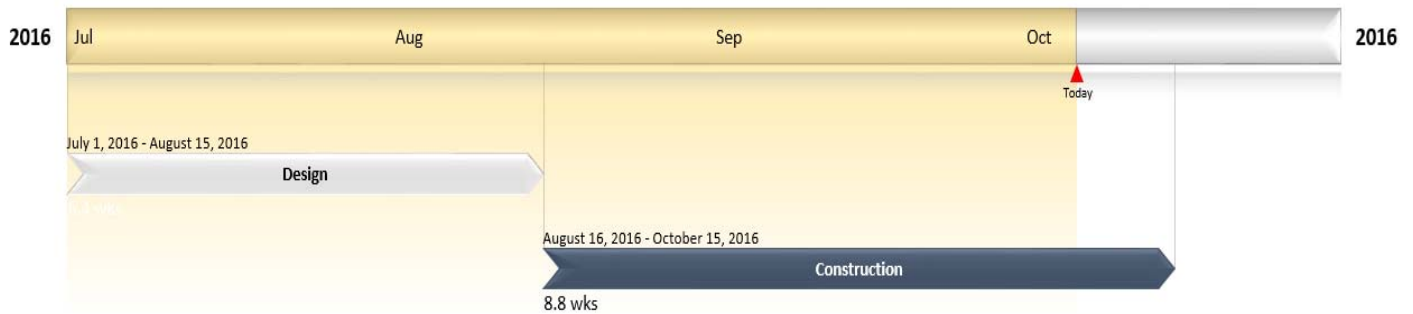 2016 Jul Aug Sep Oct 2016
Today
July 1, 2016 - August 15, 2016
Design
wks
August 16, 2016 - October 15, 2016
Construction
8.8 wks